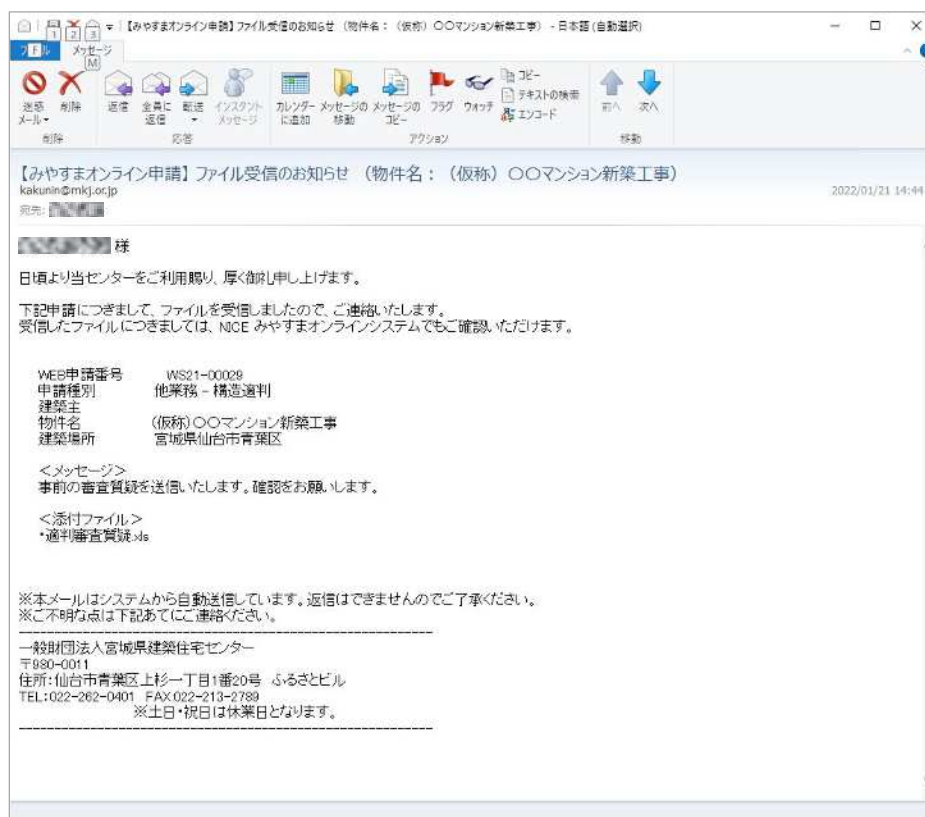 1 2 3
【みやすまオンライン申請】ファイル受信のお知らせ (物件名：（仮称）〇〇マンション新築工事) - 日本語 (自動選択)
F メッセージ
M
迷惑メール 削除 返信 全員に返信 転送 インスタントメッセージ カレンダーに追加 メッセージの移動 メッセージのコピー フラグ ウォッチ コピー テキストの検索 エンコード 前へ 次へ
削除 応答 アクション 移動
【みやすまオンライン申請】ファイル受信のお知らせ （物件名：（仮称）〇〇マンション新築工事）
kakunin@mkj.or.jp 2022/01/21 14:44
宛先:
様
日頃より当センターをご利用賜り、厚く御礼申し上げます。
下記申請につきまして、ファイルを受信しましたので、ご連絡いたします。
受信したファイルにつきましては、NICE みやすまオンラインシステムでもご確認いただけます。
WEB申請番号 WS21-00029
申請種別 他業務 - 構造適判
建築主
物件名 (仮称)〇〇マンション新築工事
建築場所 宮城県仙台市青葉区
＜メッセージ＞
事前の審査質疑を送信いたします。確認をお願いします。
＜添付ファイル＞
・適判審査質疑.xls
※本メールはシステムから自動送信しています。返信はできませんのでご了承ください。
※ご不明な点は下記あてにご連絡ください。
一般財団法人宮城県建築住宅センター
〒980-0011
住所:仙台市青葉区上杉一丁目1番20号 ふるさとビル
TEL:022-262-0401 FAX:022-213-2789
※土日・祝日は休業日となります。